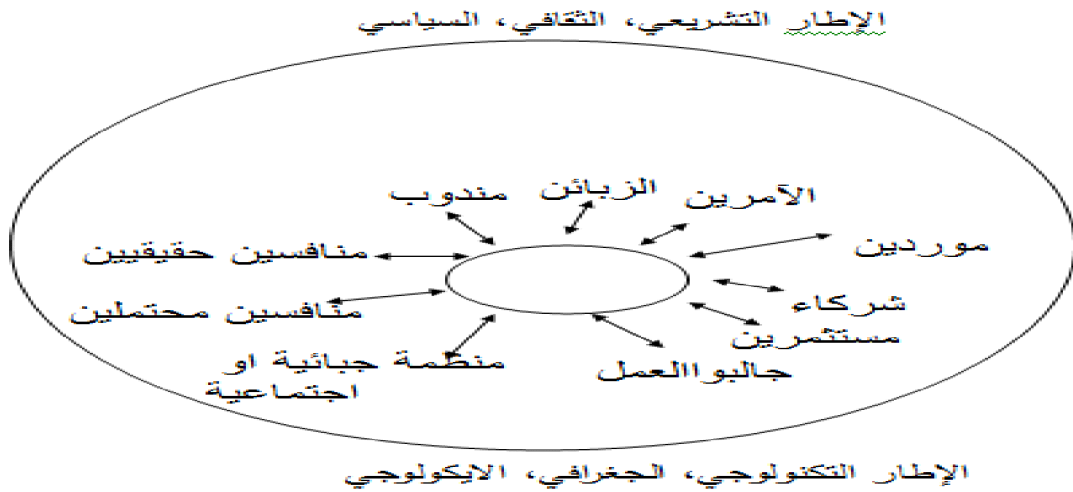 الإطار التشريعي، الثقافي، السياسي
الآمرين
الزبائن
مندوب
موردين
منافسين حقيقيين
شركاء
منافسين محتملين
مستثمرين
جالبواالعمل
منظمة جبائية او
اجتماعية
الإطار التكنولوجي، الجغرافي، الايكولوجي